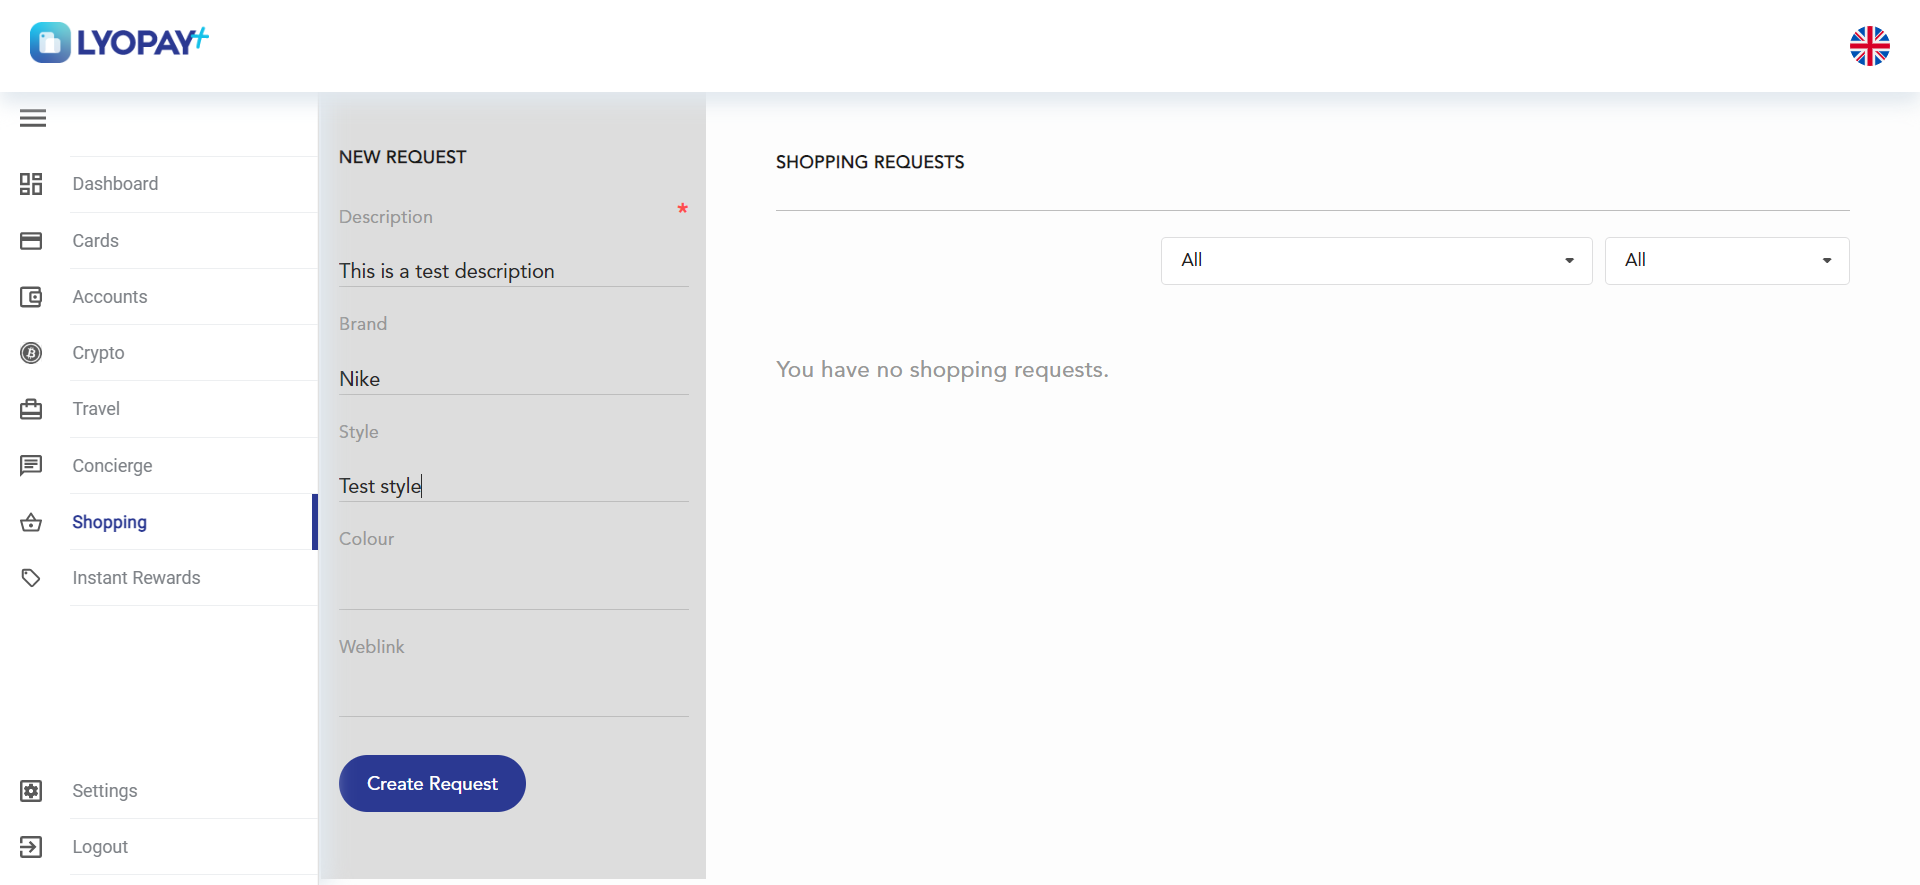 LYOPAY+
Dashboard
Cards
Accounts
Crypto
Travel
Concierge
Shopping
Instant Rewards
Settings
Logout
NEW REQUEST
Description *
This is a test description
Brand
Nike
Style
Test style
Colour
Weblink
Create Request
SHOPPING REQUESTS
All All
You have no shopping requests.